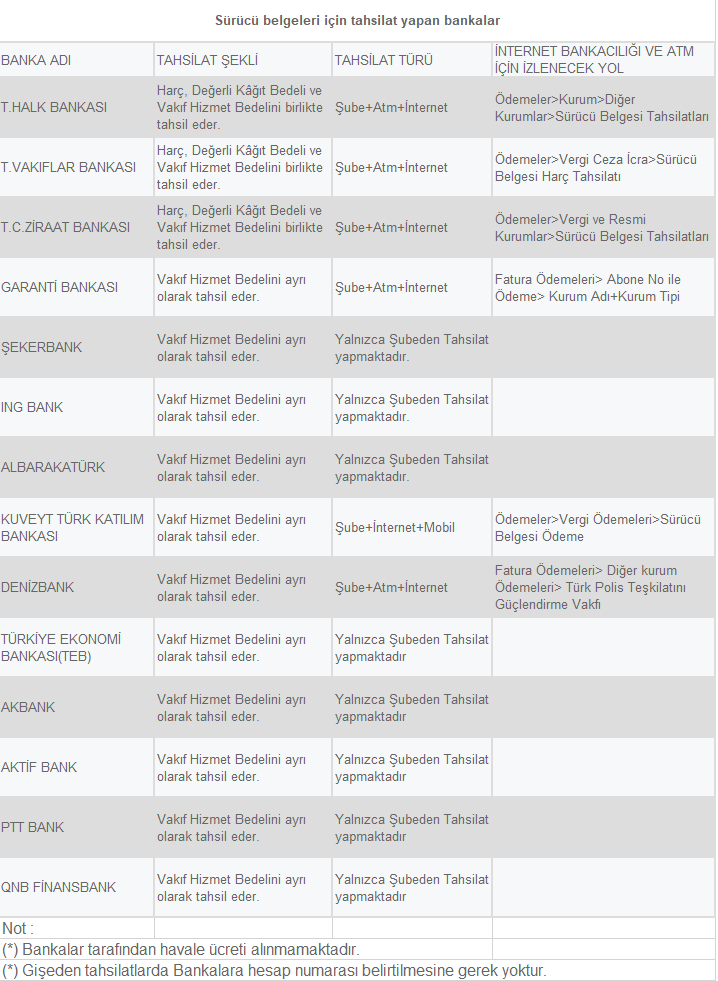 Sürücü belgeleri için tahsilat yapan bankalar
BANKA ADI
TAHSİLAT ŞEKLİ
TAHSİLAT TÜRÜ
İNTERNET BANKACILIĞI VE ATM
İÇİN İZLENECEK YOL
T.HALK BANKASI
Harç, Değerli Kâğıt Bedeli ve
Vakıf Hizmet Bedelini birlikte
tahsil eder.
Şube+Atm+İnternet
Ödemeler>Kurum>Diğer
Kurumlar>Sürücü Belgesi Tahsilatları
T.VAKIFLAR BANKASI
Harç, Değerli Kâğıt Bedeli ve
Vakıf Hizmet Bedelini birlikte
tahsil eder.
Şube+Atm+İnternet
Ödemeler>Vergi Ceza İcra>Sürücü
Belgesi Harç Tahsilatı
T.C.ZİRAAT BANKASI
Harç, Değerli Kâğıt Bedeli ve
Vakıf Hizmet Bedelini birlikte
tahsil eder.
Şube+Atm+İnternet
Ödemeler>Vergi ve Resmi
Kurumlar>Sürücü Belgesi Tahsilatları
GARANTİ BANKASI
Vakıf Hizmet Bedelini ayrı
olarak tahsil eder.
Şube+Atm+İnternet
Fatura Ödemeleri> Abone No ile
Ödeme> Kurum Adı+Kurum Tipi
ŞEKERBANK
Vakıf Hizmet Bedelini ayrı
olarak tahsil eder.
Yalnızca Şubeden Tahsilat
yapmaktadır.
ING BANK
Vakıf Hizmet Bedelini ayrı
olarak tahsil eder.
Yalnızca Şubeden Tahsilat
yapmaktadır.
ALBARAKATÜRK
Vakıf Hizmet Bedelini ayrı
olarak tahsil eder.
Yalnızca Şubeden Tahsilat
yapmaktadır.
KUVEYT TÜRK KATILIM
BANKASI
Vakıf Hizmet Bedelini ayrı
olarak tahsil eder.
Şube+İnternet+Mobil
Ödemeler>Vergi Ödemeleri>Sürücü
Belgesi Ödeme
DENİZBANK
Vakıf Hizmet Bedelini ayrı
olarak tahsil eder.
Şube+Atm+İnternet
Fatura Ödemeleri> Diğer kurum
Ödemeleri> Türk Polis Teşkilatını
Güçlendirme Vakfı
TÜRKİYE EKONOMİ
BANKASI(TEB)
Vakıf Hizmet Bedelini ayrı
olarak tahsil eder.
Yalnızca Şubeden Tahsilat
yapmaktadır
AKBANK
Vakıf Hizmet Bedelini ayrı
olarak tahsil eder.
Yalnızca Şubeden Tahsilat
yapmaktadır
AKTİF BANK
Vakıf Hizmet Bedelini ayrı
olarak tahsil eder.
Yalnızca Şubeden Tahsilat
yapmaktadır
PTT BANK
Vakıf Hizmet Bedelini ayrı
olarak tahsil eder.
Yalnızca Şubeden Tahsilat
yapmaktadır
QNB FİNANSBANK
Vakıf Hizmet Bedelini ayrı
olarak tahsil eder.
Yalnızca Şubeden Tahsilat
yapmaktadır
Not :
(*) Bankalar tarafından havale ücreti alınmamaktadır.
(*) Gişeden tahsilatlarda Bankalara hesap numarası belirtilmesine gerek yoktur.